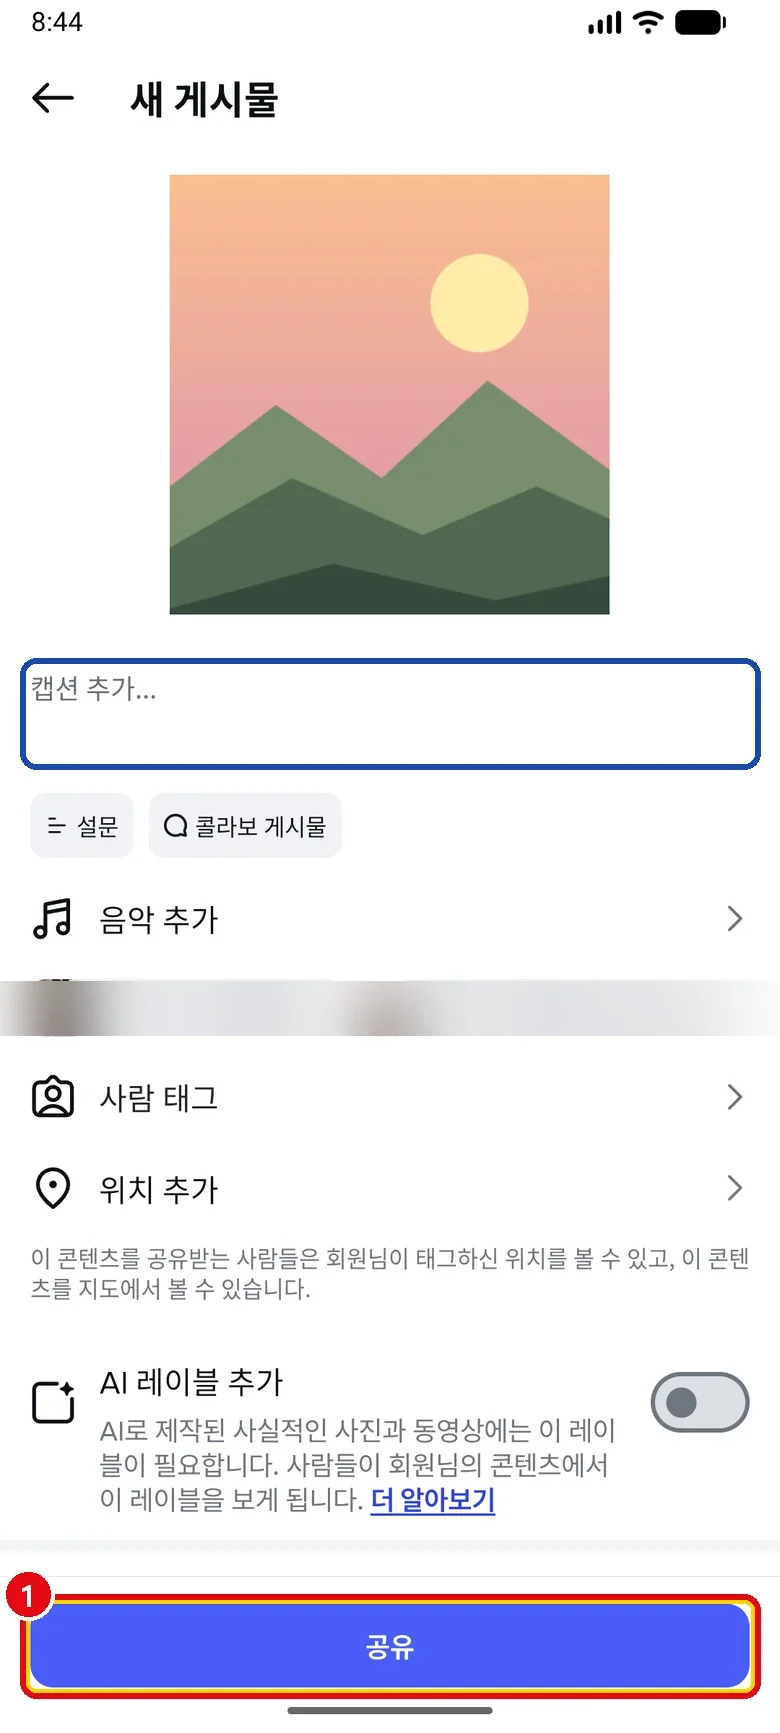 8:44
새 게시물
캡션 추가...
설문
콜라보 게시물
음악 추가
사람 태그
위치 추가
이 콘텐츠를 공유받는 사람들은 회원님이 태그하신 위치를 볼 수 있고, 이 콘텐
츠를 지도에서 볼 수 있습니다.
AI 레이블 추가
AI로 제작된 사실적인 사진과 동영상에는 이 레이
블이 필요합니다. 사람들이 회원님의 콘텐츠에서
이 레이블을 보게 됩니다. 더 알아보기
1
공유